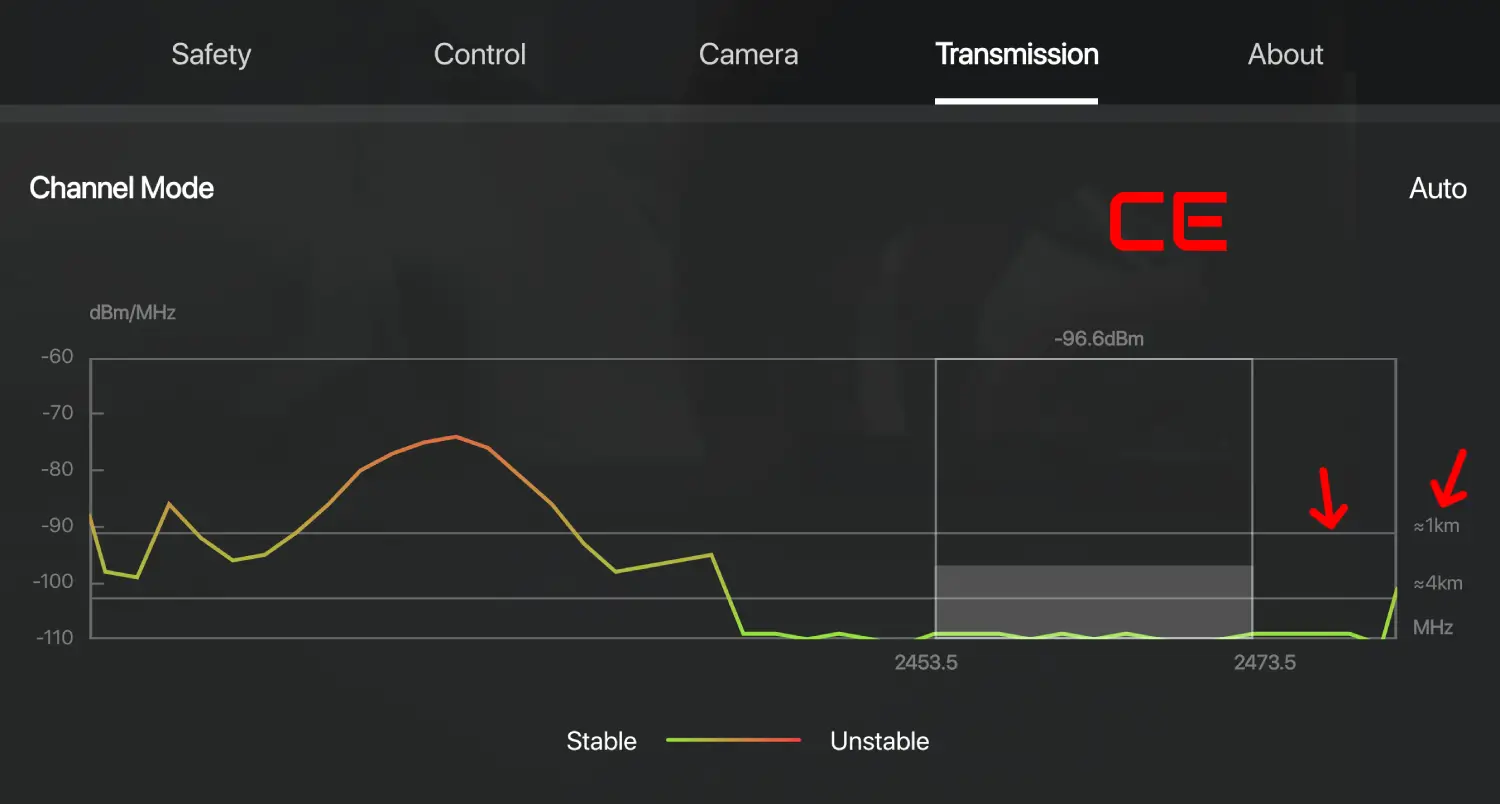 Safety Control Camera Transmission About
Channel Mode Auto
CE
dBm/MHz
-96.6dBm
-60
-70
-80
-90 ≈1km
-100 ≈4km
-110 MHz
2453.5 2473.5
Stable Unstable